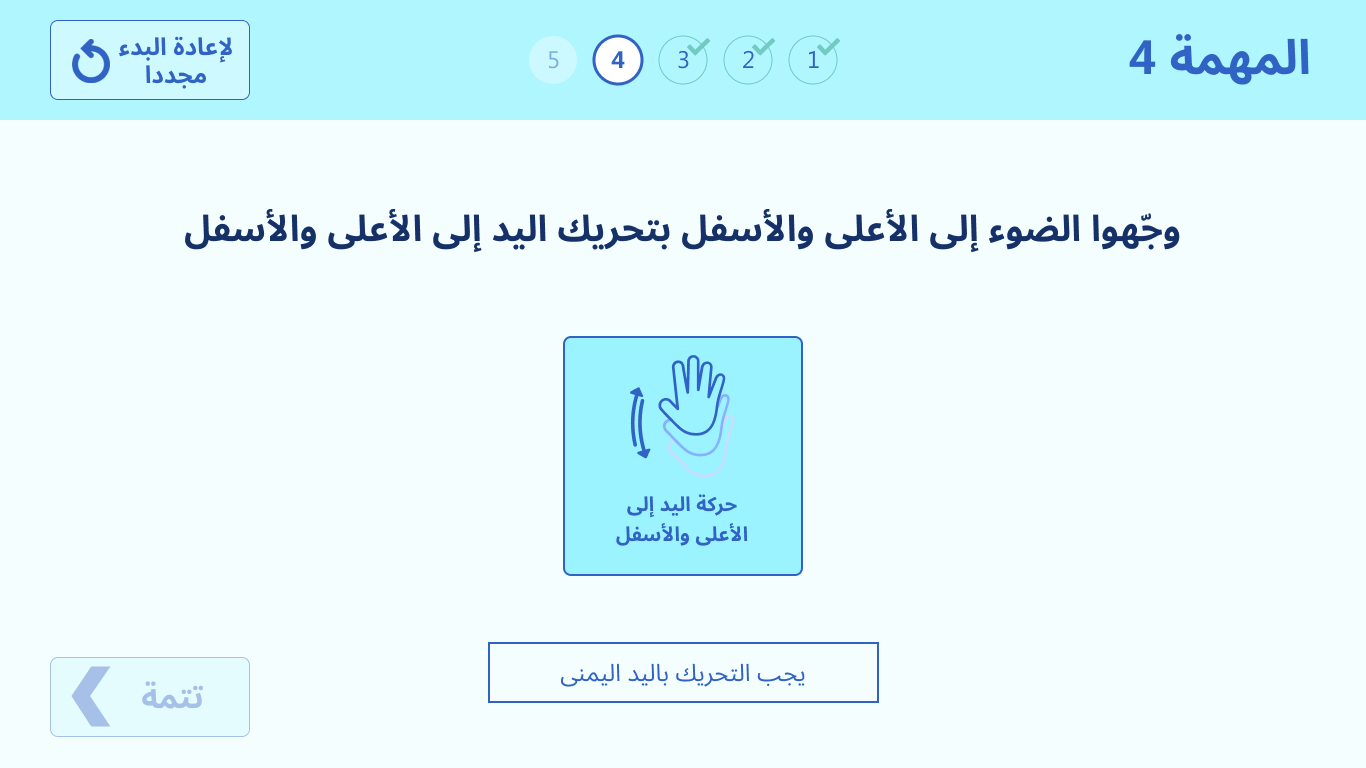 المهمة 4
1 2 3 4 5
لإعادة البدء
مجددا
وجّهوا الضوء إلى الأعلى والأسفل بتحريك اليد إلى الأعلى والأسفل
حركة اليد إلى
الأعلى والأسفل
يجب التحريك باليد اليمنى
تتمة